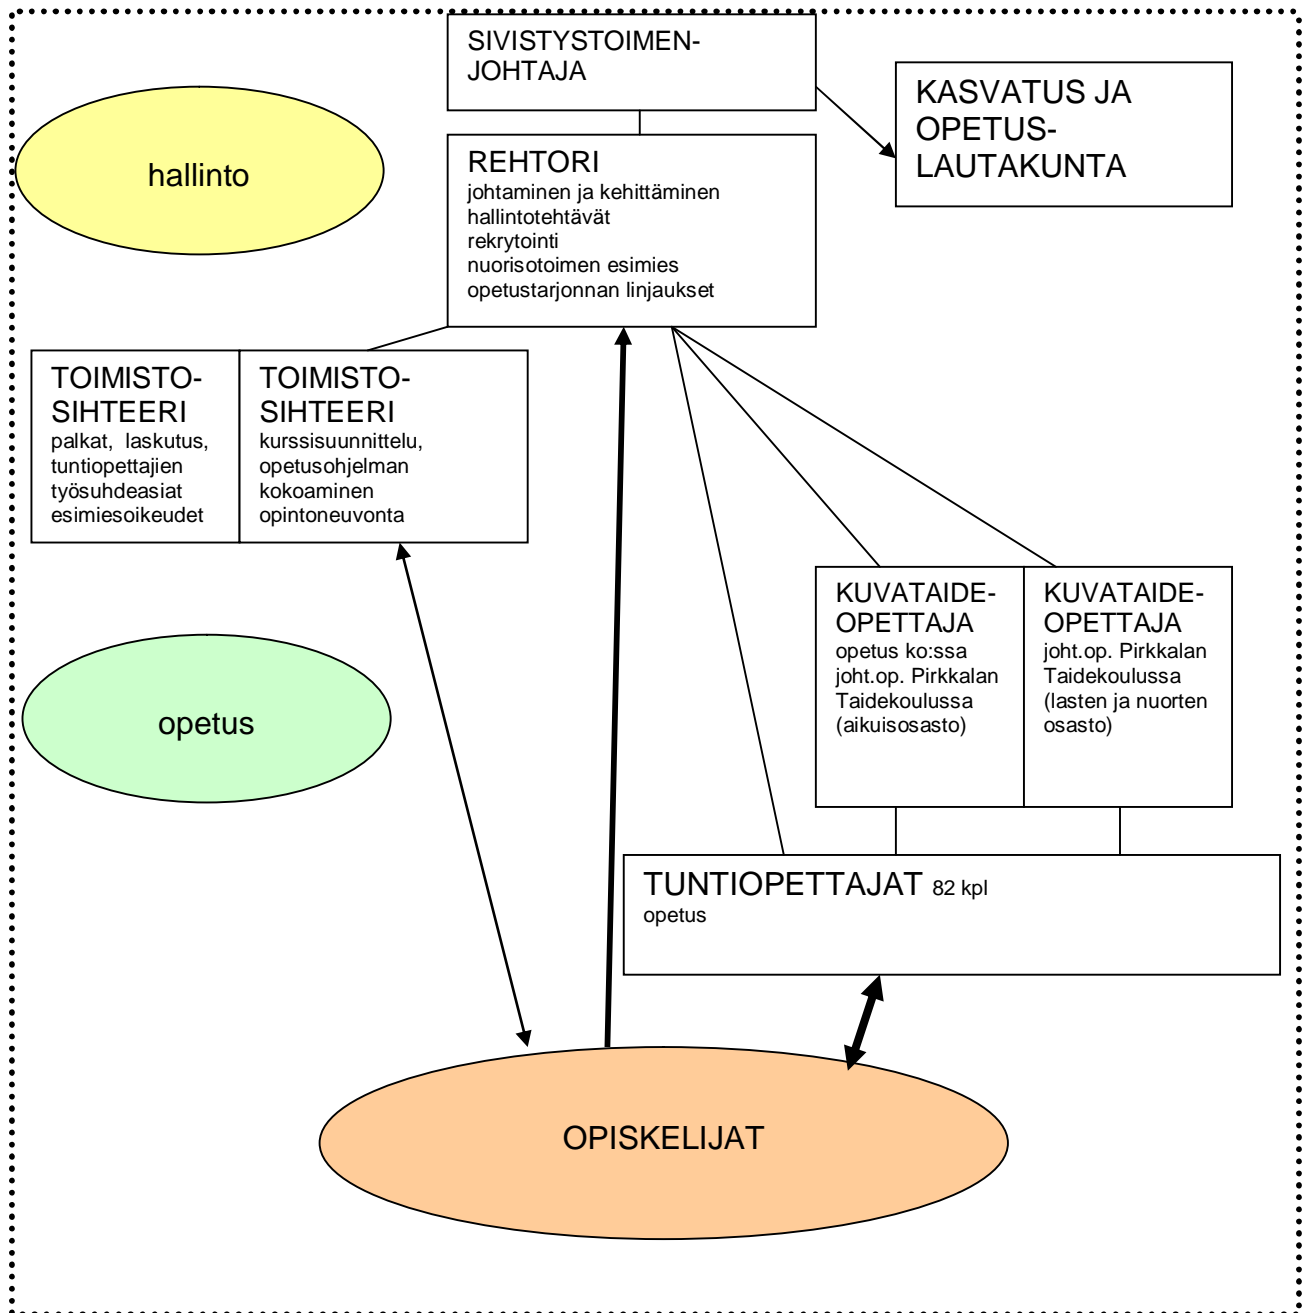 SIVISTYSTOIMEN-
JOHTAJA
KASVATUS JA
OPETUS-
LAUTAKUNTA
hallinto
REHTORI
johtaminen ja kehittäminen
hallintotehtävät
rekrytointi
nuorisotoimen esimies
opetustarjonnan linjaukset
TOIMISTO-
SIHTEERI
palkat, laskutus,
tuntiopettajien
työsuhdeasiat
esimiesoikeudet
TOIMISTO-
SIHTEERI
kurssisuunnittelu,
opetusohjelman
kokoaminen
opintoneuvonta
KUVATAIDE-
OPETTAJA
opetus ko:ssa
joht.op. Pirkkalan
Taidekoulussa
(aikuisosasto)
KUVATAIDE-
OPETTAJA
joht.op. Pirkkalan
Taidekoulussa
(lasten ja nuorten
osasto)
opetus
TUNTIOPETTAJAT 82 kpl
opetus
OPISKELIJAT